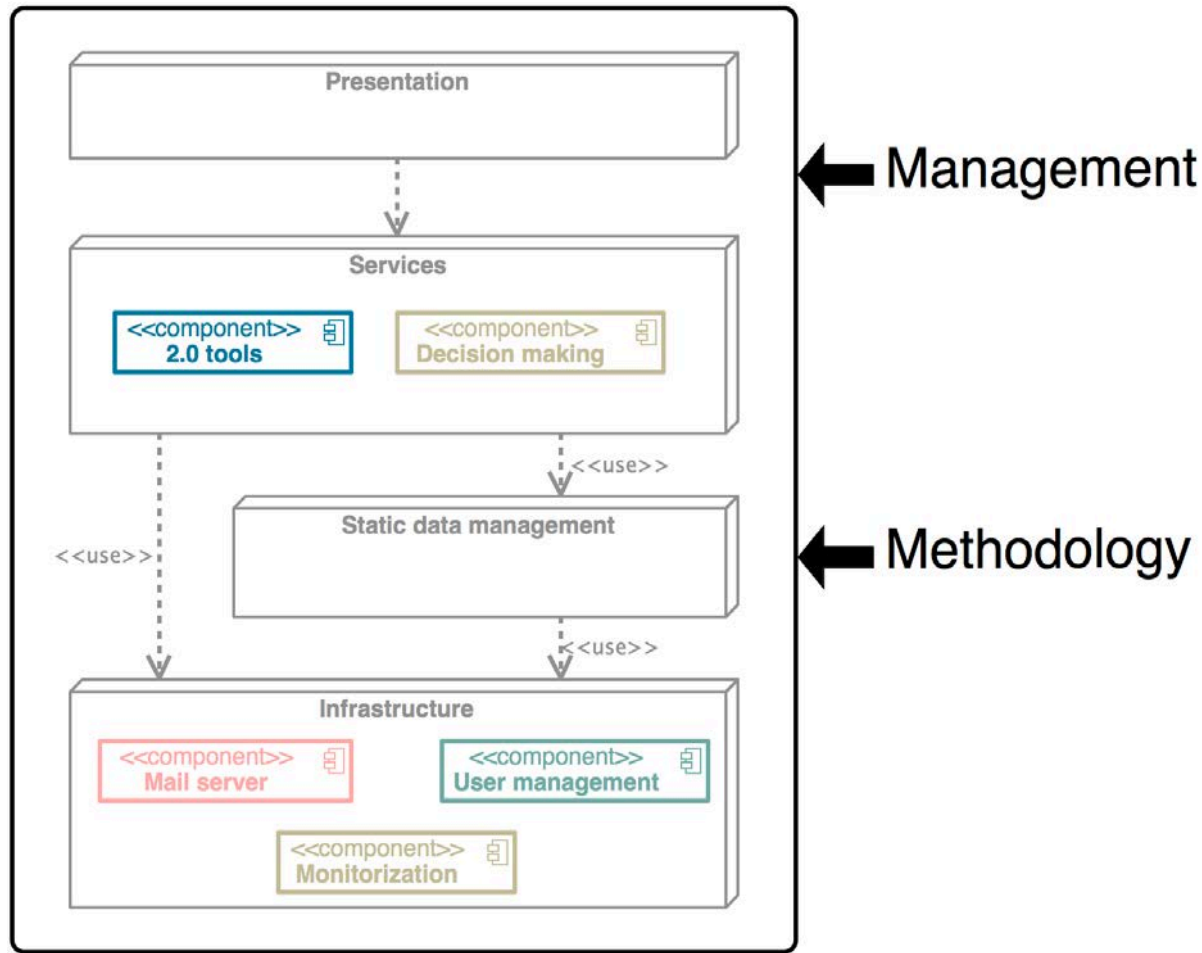 Presentation
Management
Services
<<component>>
2.0 tools
<<component>>
Decision making
<<use>>
Static data management
<<use>>
Methodology
<<use>>
Infrastructure
<<component>>
Mail server
<<component>>
User management
<<component>>
Monitorization